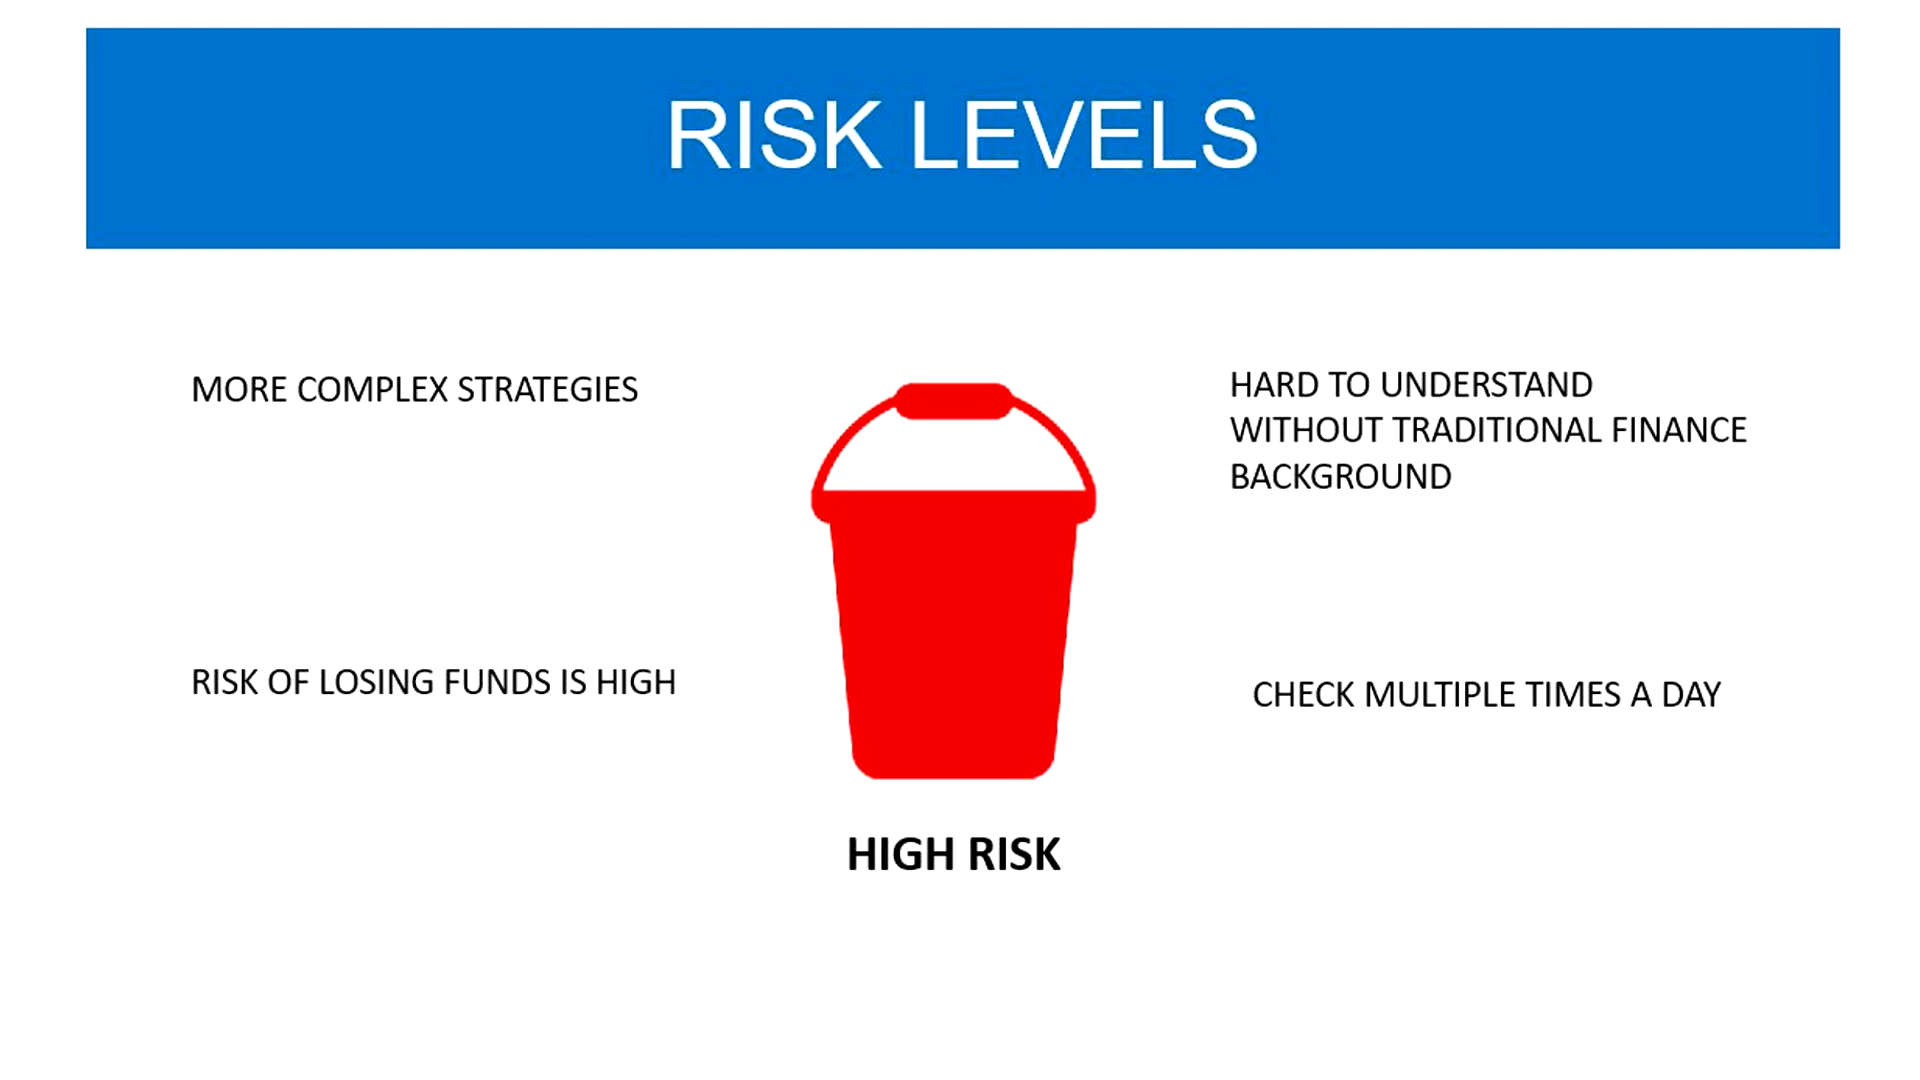 RISK LEVELS
MORE COMPLEX STRATEGIES
HARD TO UNDERSTAND
WITHOUT TRADITIONAL FINANCE
BACKGROUND
RISK OF LOSING FUNDS IS HIGH
CHECK MULTIPLE TIMES A DAY
HIGH RISK